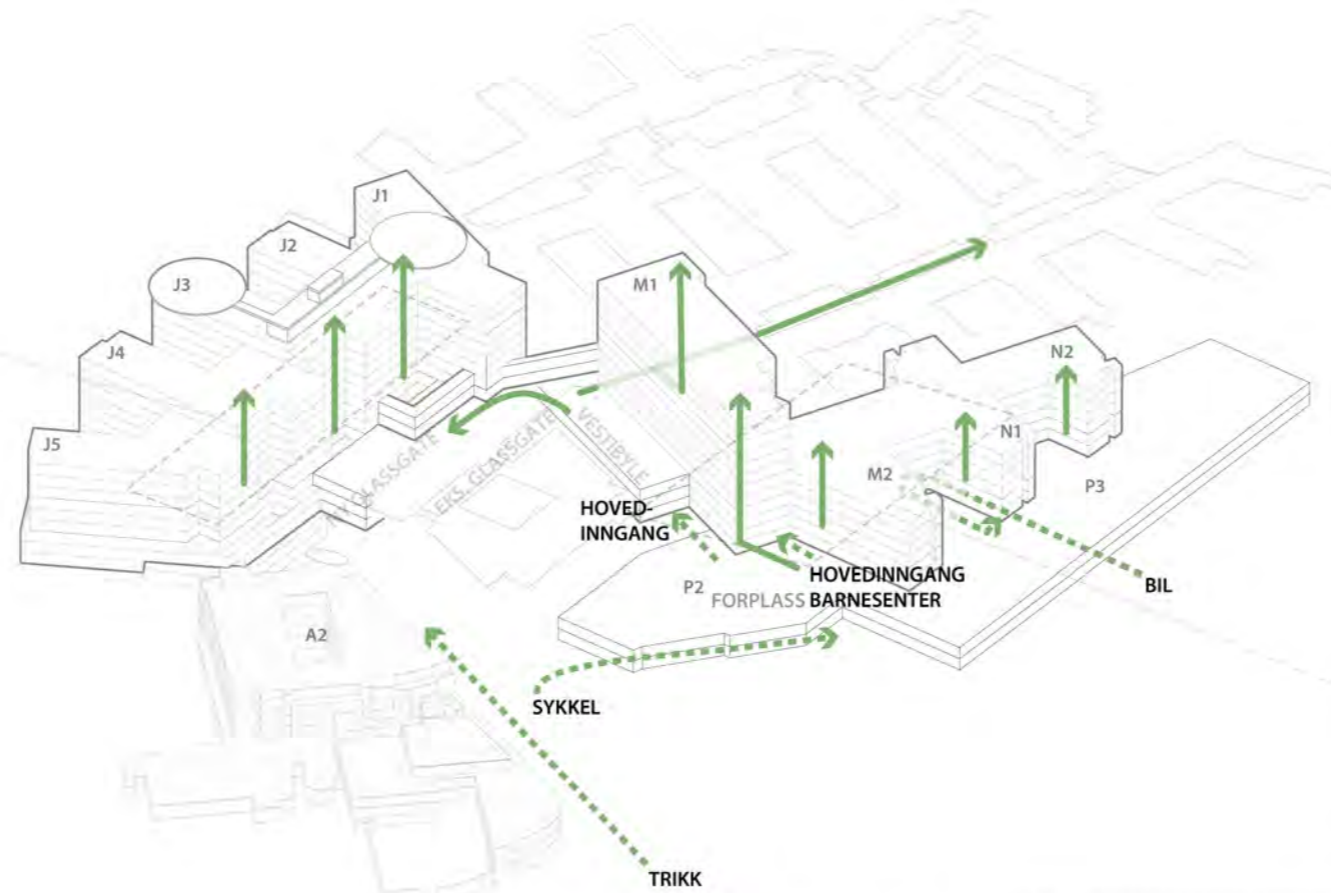 J1
J2
J3
M1
J4
N2
J5
N1
NY GLASSGATE
EKS. GLASSGATE
VESTIBYLE
M2
P3
HOVED-
INNGANG
HOVEDINNGANG
BARNESENTER
P2
FORPLASS
BIL
A2
SYKKEL
TRIKK